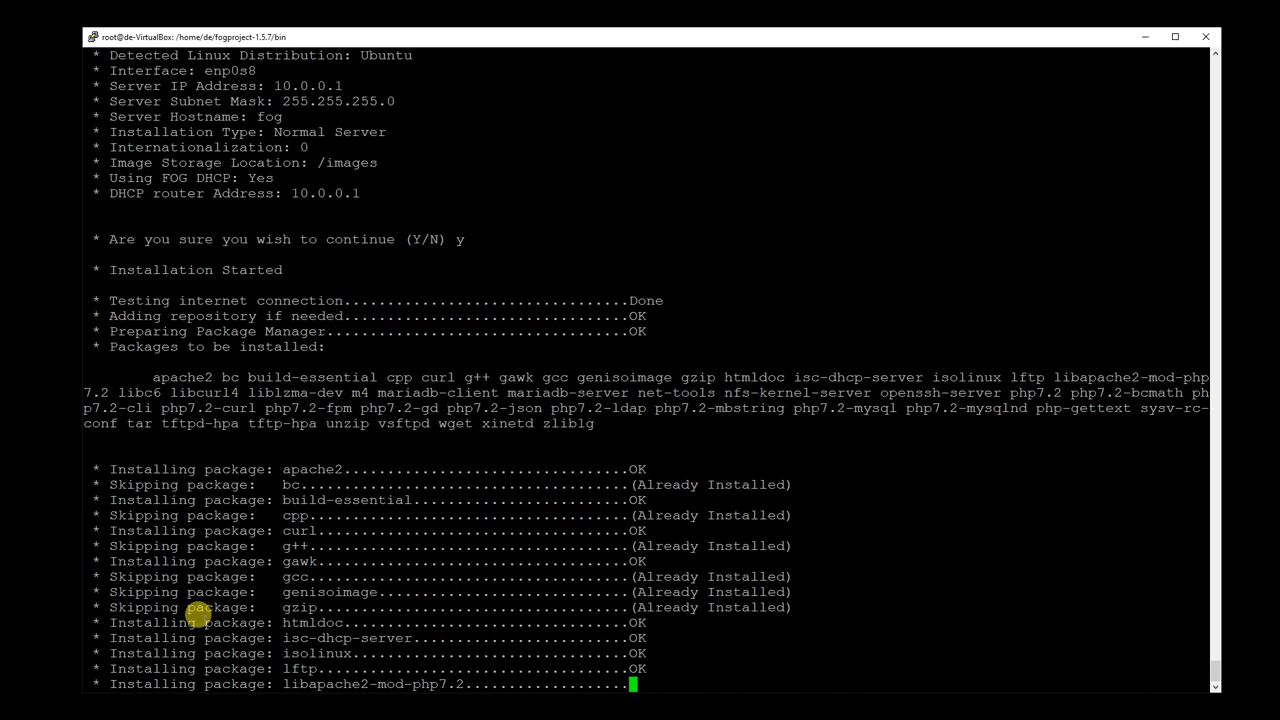 root@de-VirtualBox: /home/de/fogproject-1.5.7/bin
* Detected Linux Distribution: Ubuntu
* Interface: enp0s8
* Server IP Address: 10.0.0.1
* Server Subnet Mask: 255.255.255.0
* Server Hostname: fog
* Installation Type: Normal Server
* Internationalization: 0
* Image Storage Location: /images
* Using FOG DHCP: Yes
* DHCP router Address: 10.0.0.1
* Are you sure you wish to continue (Y/N) y
* Installation Started
* Testing internet connection.................................Done
* Adding repository if needed.................................OK
* Preparing Package Manager...................................OK
* Packages to be installed:
apache2 bc build-essential cpp curl g++ gawk gcc genisoimage gzip htmldoc isc-dhcp-server isolinux lftp libapache2-mod-php
7.2 libc6 libcurl4 liblzma-dev m4 mariadb-client mariadb-server net-tools nfs-kernel-server openssh-server php7.2 php7.2-bcmath ph
p7.2-cli php7.2-curl php7.2-fpm php7.2-gd php7.2-json php7.2-ldap php7.2-mbstring php7.2-mysql php7.2-mysqlnd php-gettext sysv-rc-
conf tar tftpd-hpa tftp-hpa unzip vsftpd wget xinetd zlib1g
* Installing package: apache2.................................OK
* Skipping package:   bc......................................(Already Installed)
* Installing package: build-essential.........................OK
* Skipping package:   cpp.....................................(Already Installed)
* Installing package: curl....................................OK
* Skipping package:   g++.....................................(Already Installed)
* Installing package: gawk....................................OK
* Skipping package:   gcc.....................................(Already Installed)
* Skipping package:   genisoimage.............................(Already Installed)
* Skipping package:   gzip....................................(Already Installed)
* Installing package: htmldoc.................................OK
* Installing package: isc-dhcp-server.........................OK
* Installing package: isolinux................................OK
* Installing package: lftp....................................OK
* Installing package: libapache2-mod-php7.2...................